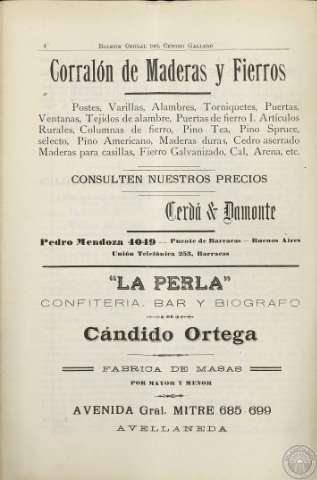 8 Boletin Oficial del Centro Gallego
Corralón de Maderas y Fierros
Postes, Varillas, Alambres, Torniquetes, Puertas,
Ventanas, Tejidos de alambre, Puertas de fierro I. Artículos
Rurales, Columnas de fierro, Pino Tea, Pino Spruce,
selecto, Pino Americano, Maderas duras, Cedro aserrado
Maderas para casillas, Fierro Galvanizado, Cal, Arena, etc.
CONSULTEN NUESTROS PRECIOS
Cerdá & Damonte
Pedro Mendoza 4049 — Puente de Barracas — Buenos Aires
Unión Telefónica 253, Barracas
"LA PERLA"
CONFITERIA, BAR Y BIOGRAFO
DE
Cándido Ortega
FABRICA DE MASAS
POR MAYOR Y MENOR
AVENIDA Gral. MITRE 685-699
AVELLANEDA